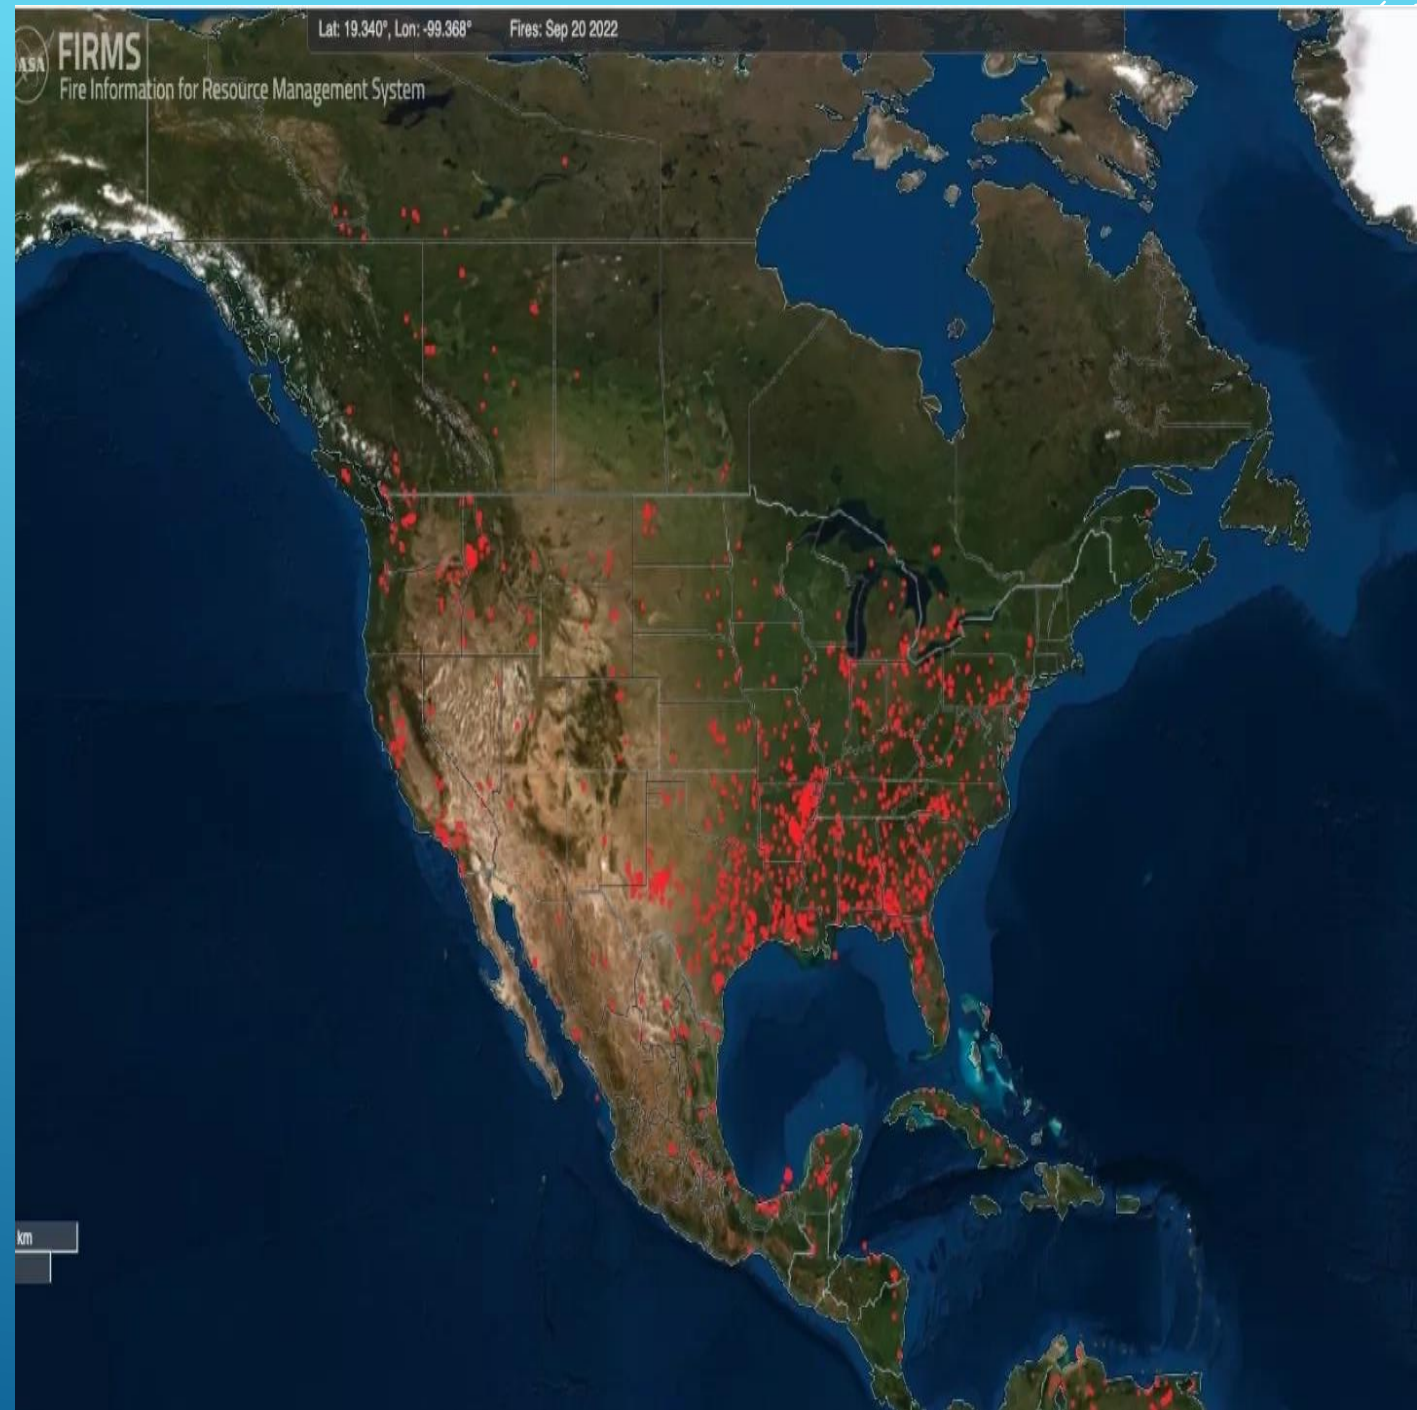 Lat: 19.340°, Lon: -99.368° Fires: Sep 20 2022
FIRMS
Fire Information for Resource Management System
km